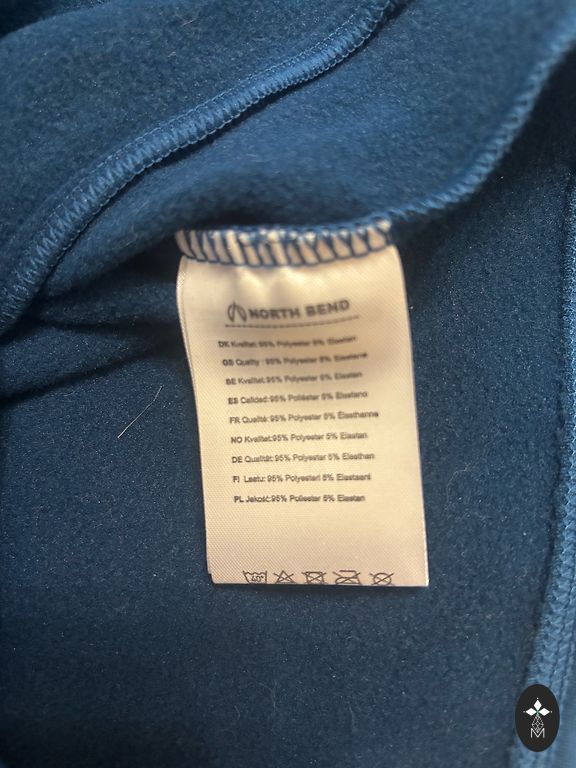 NORTH BEND
DK Kvalitet: 95% Polyester 5% Elastan
GB Quality: 95% Polyester 5% Elastane
SE Kvalitet: 95% Polyester 5% Elastan
ES Calidad: 95% Poliéster 5% Elastano
FR Qualité: 95% Polyester 5% Elasthanne
NO Kvalitet: 95% Polyester 5% Elastan
DE Qualität: 95% Polyester 5% Elasthan
FI Laatu: 95% Polyesteri 5% Elastaani
PL Jakość: 95% Poliester 5% Elastan
40°
M